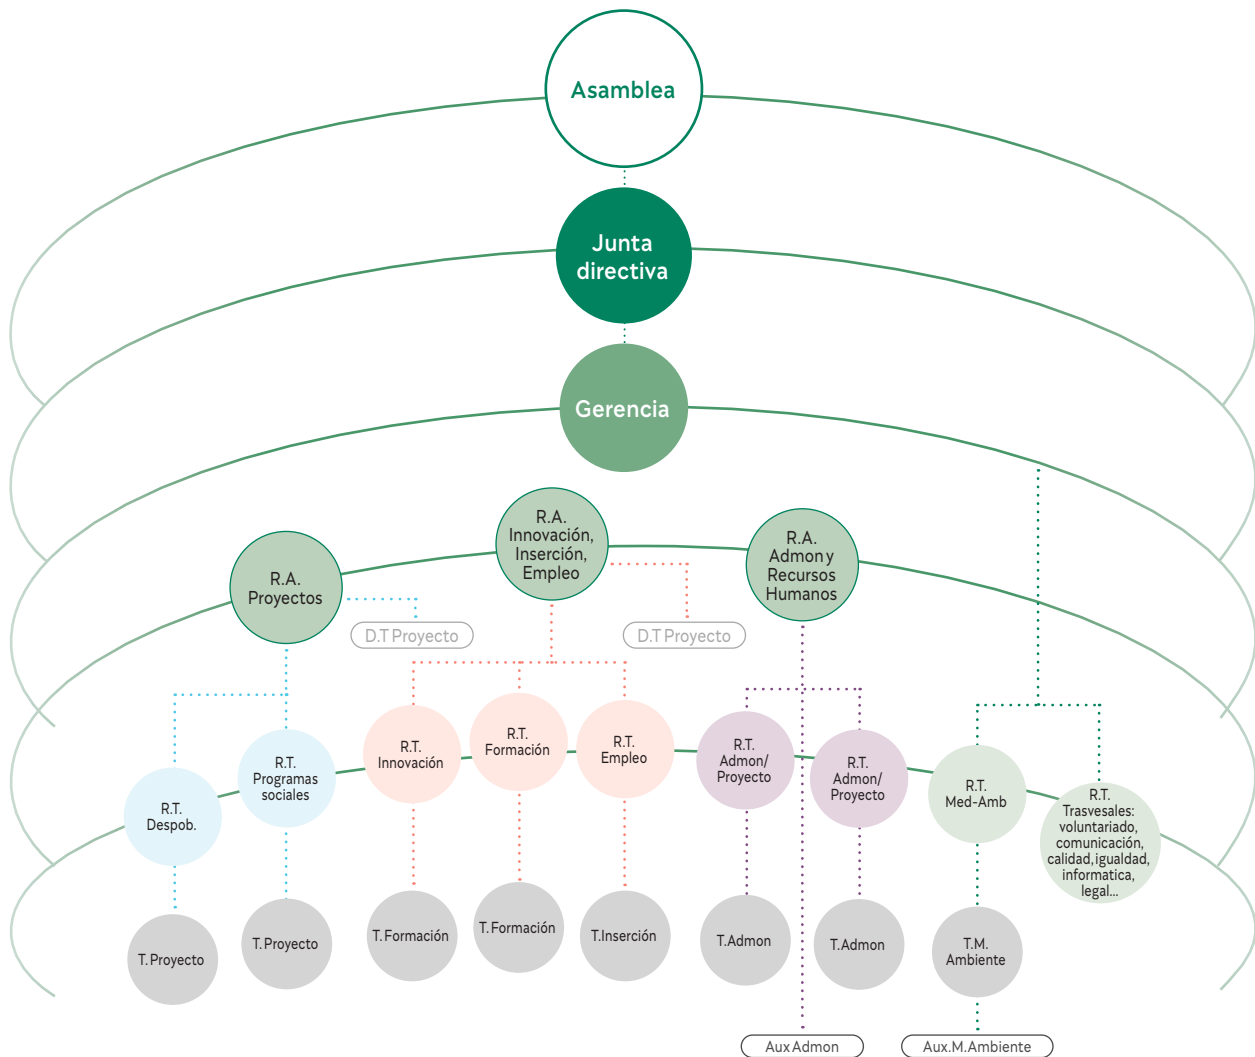 Asamblea
Junta
directiva
Gerencia
R.A.
Innovación,
Inserción,
Empleo
R.A.
Admon y
Recursos
Humanos
R.A.
Proyectos
D.T Proyecto
D.T Proyecto
R.T.
Despob.
R.T.
Programas
sociales
R.T.
Innovación
R.T.
Formación
R.T.
Empleo
R.T.
Admon/
Proyecto
R.T.
Admon/
Proyecto
R.T.
Med-Amb
R.T.
Trasvesales:
voluntariado,
comunicación,
calidad, igualdad,
informatica,
legal...
T. Proyecto
T. Proyecto
T. Formación
T. Formación
T.Inserción
T.Admon
T.Admon
T.M.
Ambiente
Aux Admon
Aux.M.Ambiente